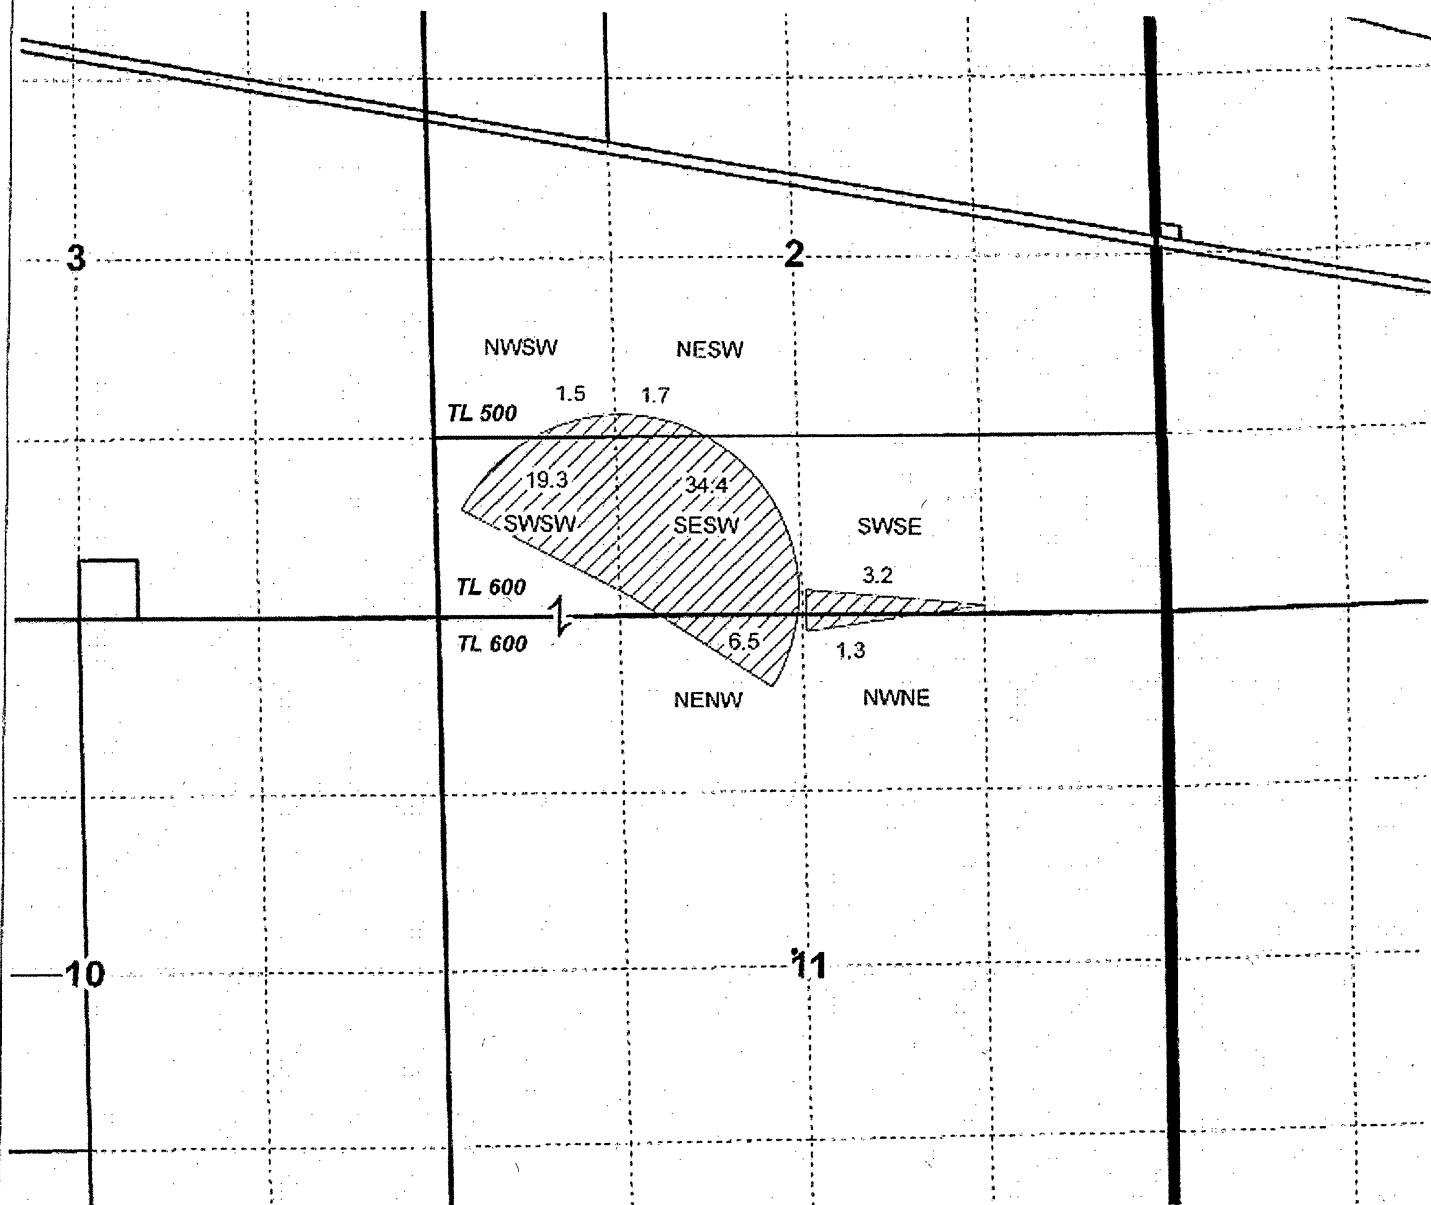 3
2
NWSW NESW
1.5 1.7
TL 500
19.3 34.4
SWSW SESW SWSE
3.2
TL 600
TL 600
6.5 1.3
NENW NWNE
10
11